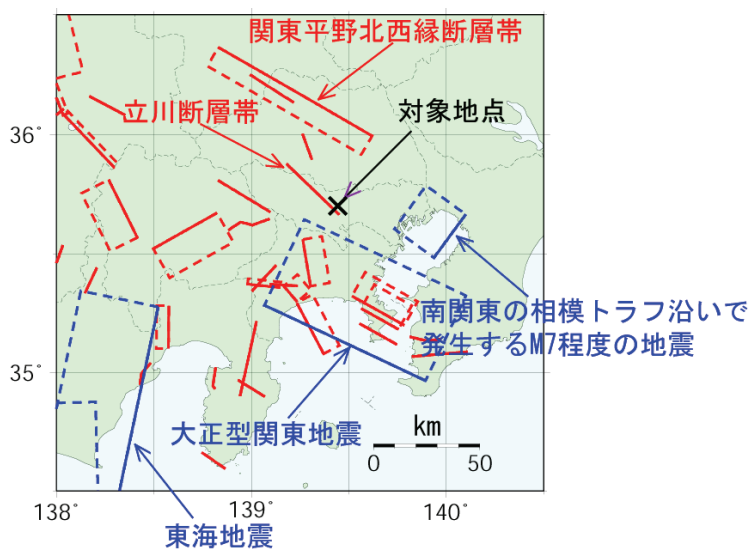 関東平野北西縁断層帯
立川断層帯
対象地点
36°
南関東の相模トラフ沿いで
発生するM7程度の地震
35°
大正型関東地震
km
0 50
138° 139° 140°
東海地震